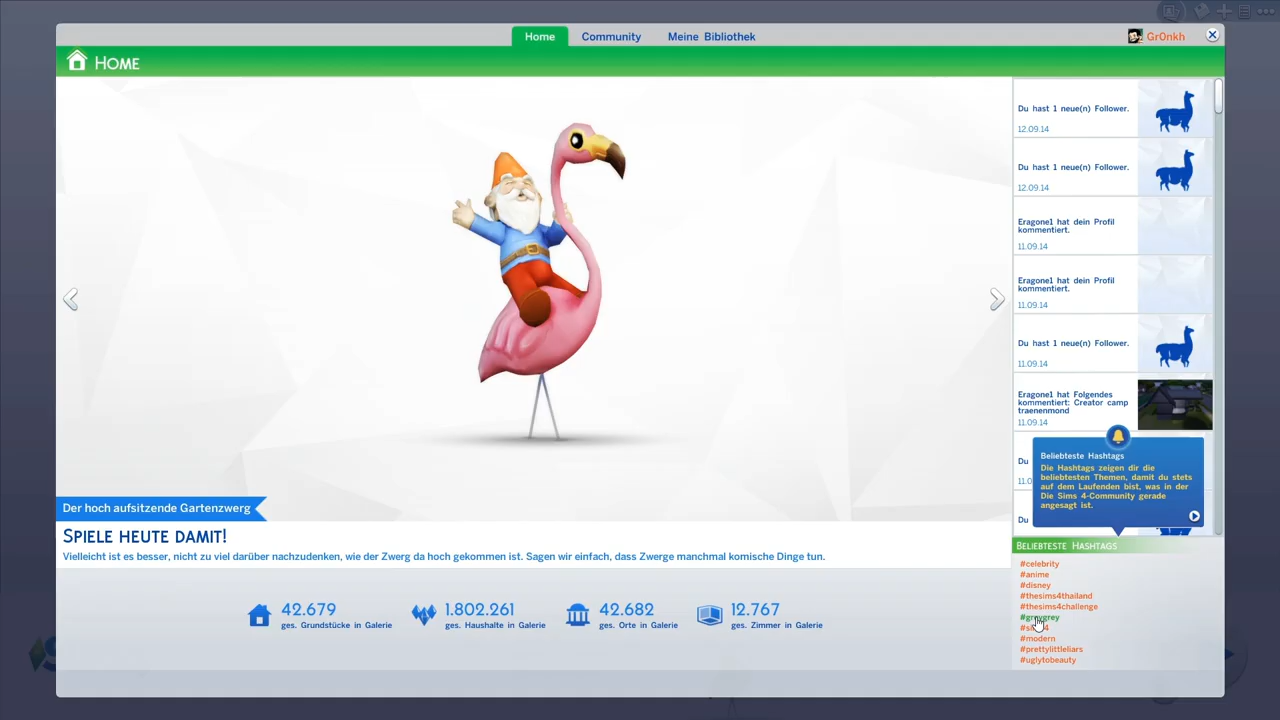 Home
Community
Meine Bibliothek
Gr0nkh
HOME
Du hast 1 neue(n) Follower.
12.09.14
Du hast 1 neue(n) Follower.
12.09.14
Eragone1 hat dein Profil
kommentiert.
11.09.14
Eragone1 hat dein Profil
kommentiert.
11.09.14
Du hast 1 neue(n) Follower.
11.09.14
Eragone1 hat Folgendes
kommentiert: Creator camp
traenenmond
11.09.14
Du
11.0
Du
Beliebteste Hashtags
Die Hashtags zeigen dir die
beliebtesten Themen, damit du stets
auf dem Laufenden bist, was in der
Die Sims 4-Community gerade
angesagt ist.
Der hoch aufsitzende Gartenzwerg
SPIELE HEUTE DAMIT!
Vielleicht ist es besser, nicht zu viel darüber nachzudenken, wie der Zwerg da hoch gekommen ist. Sagen wir einfach, dass Zwerge manchmal komische Dinge tun.
42.679
ges. Grundstücke in Galerie
1.802.261
ges. Haushalte in Galerie
42.682
ges. Orte in Galerie
12.767
ges. Zimmer in Galerie
BELIEBTESTE HASHTAGS
#celebrity
#anime
#disney
#thesims4thailand
#thesims4challenge
#modern
#prettylittleliars
#uglytobeauty